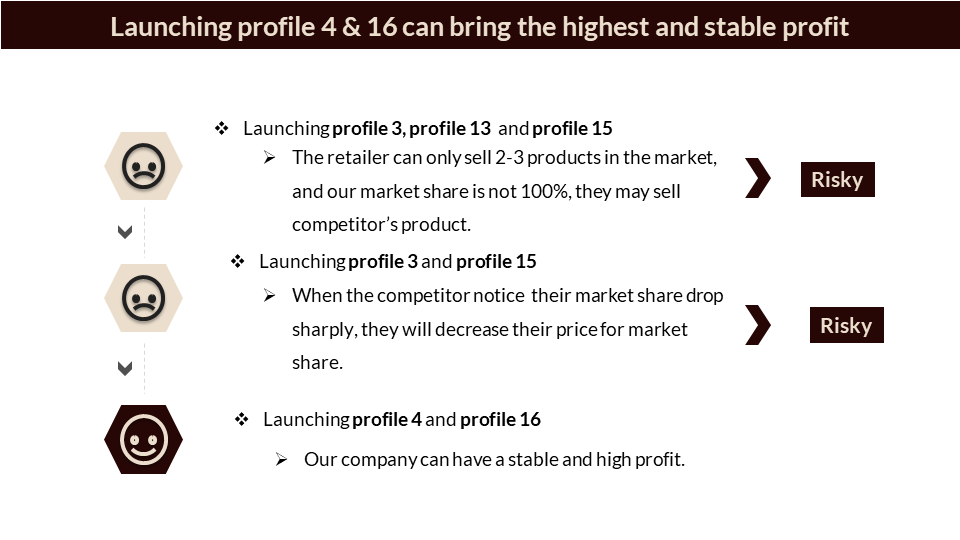 Launching profile 4 & 16 can bring the highest and stable profit
❖ Launching profile 3, profile 13 and profile 15
➢ The retailer can only sell 2-3 products in the market,
and our market share is not 100%, they may sell
competitor’s product.
Risky
❖ Launching profile 3 and profile 15
➢ When the competitor notice their market share drop
sharply, they will decrease their price for market
share.
Risky
❖ Launching profile 4 and profile 16
➢ Our company can have a stable and high profit.